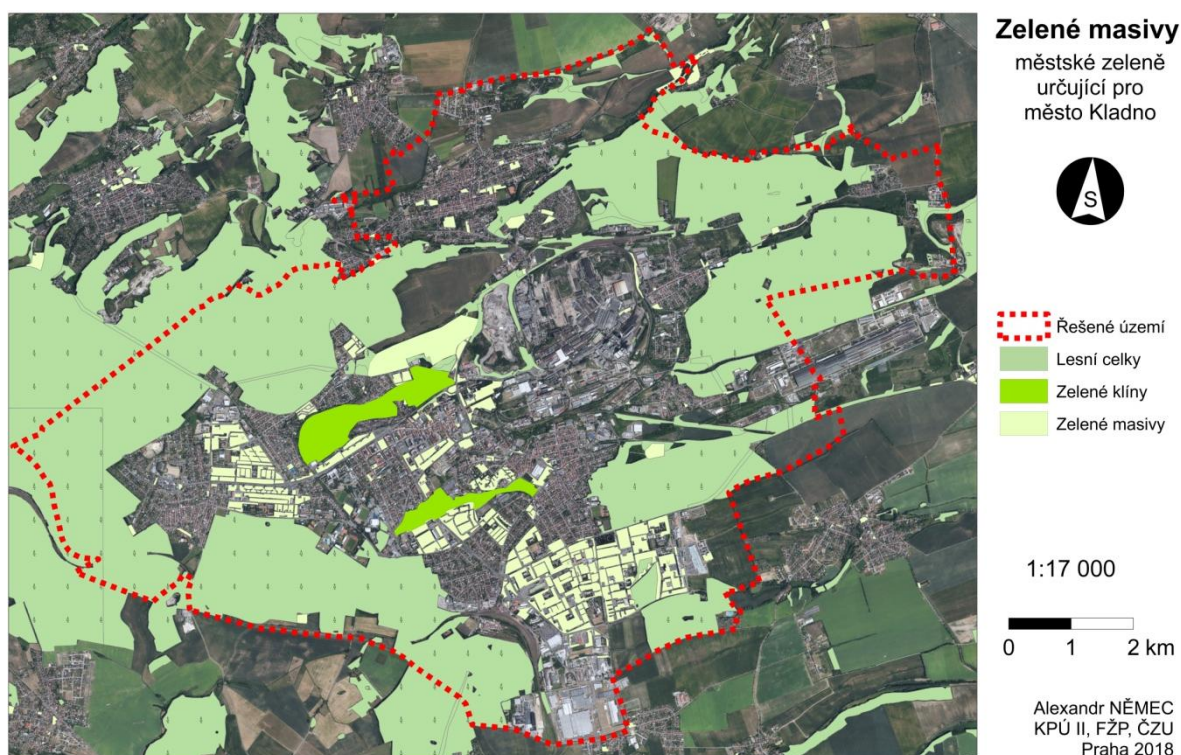 Zelené masivy
městské zeleně
určující pro
město Kladno
S
Řešené území
Lesní celky
Zelené klíny
Zelené masivy
1:17 000
0 1 2 km
Alexandr NĚMEC
KPÚ II, FŽP, ČZU
Praha 2018